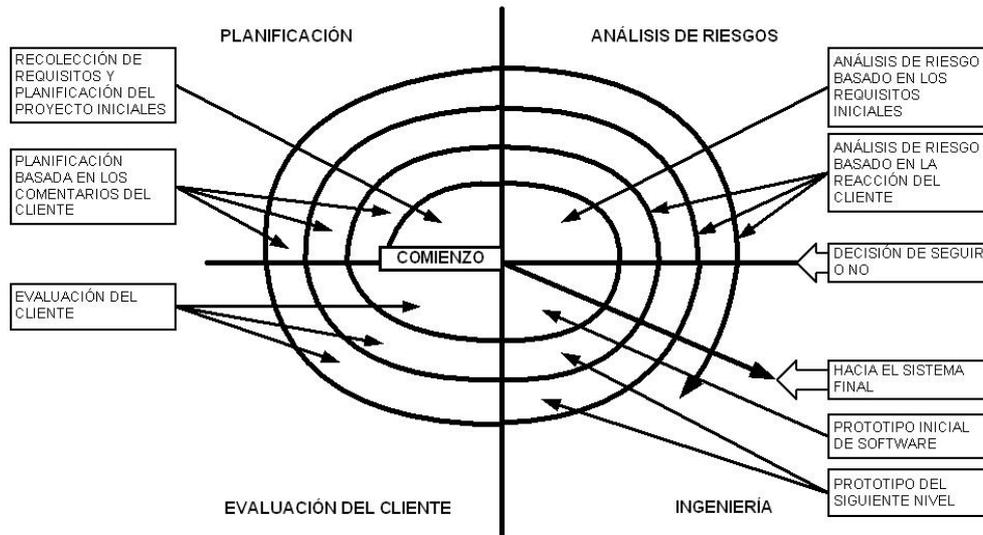 PLANIFICACIÓN
ANÁLISIS DE RIESGOS
RECOLECCIÓN DE
REQUISITOS Y
PLANIFICACIÓN DEL
PROYECTO INICIALES
PLANIFICACIÓN
BASADA EN LOS
COMENTARIOS DEL
CLIENTE
COMIENZO
EVALUACIÓN DEL
CLIENTE
ANÁLISIS DE RIESGO
BASADO EN LOS
REQUISITOS
INICIALES
ANÁLISIS DE RIESGO
BASADO EN LA
REACCIÓN DEL
CLIENTE
DECISIÓN DE SEGUIR
O NO
HACIA EL SISTEMA
FINAL
PROTOTIPO INICIAL
DE SOFTWARE
PROTOTIPO DEL
SIGUIENTE NIVEL
EVALUACIÓN DEL CLIENTE
INGENIERÍA